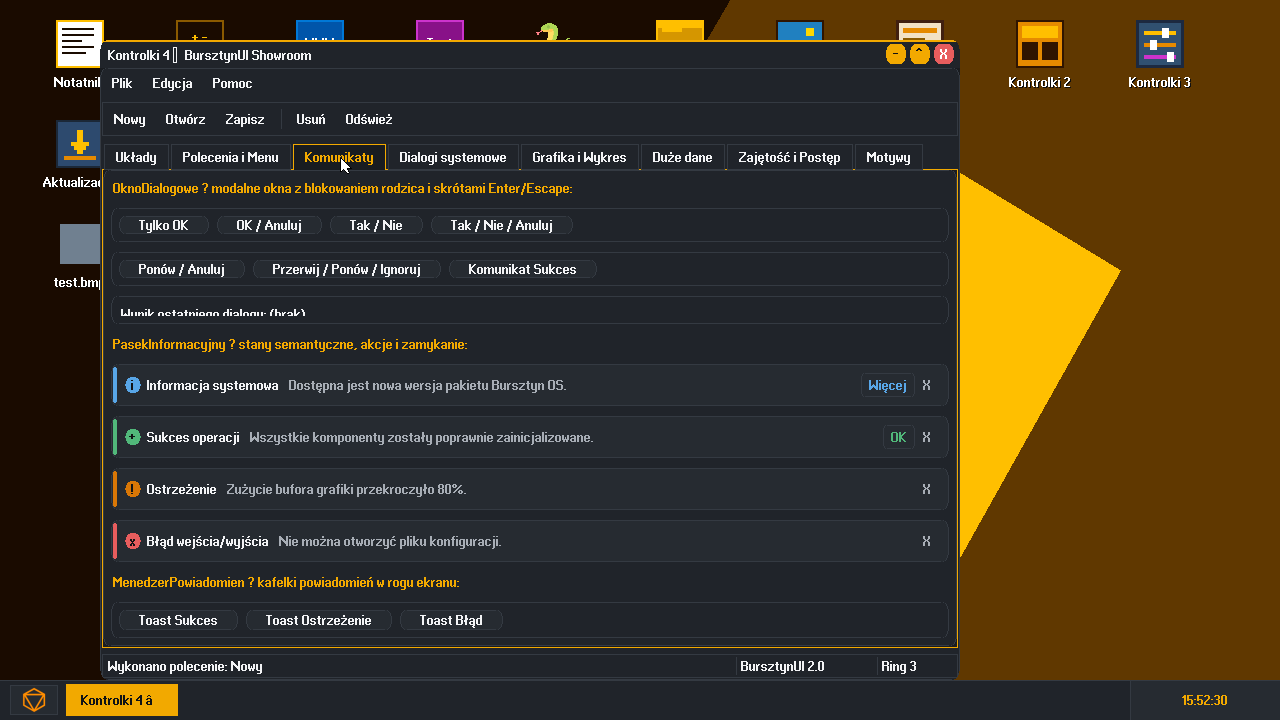 Kontrolki 4 BursztynUI Showroom
Plik Edycja Pomoc
Nowy Otwórz Zapisz Usuń Odśwież
Układy Polecenia i Menu Komunikaty Dialogi systemowe Grafika i Wykres Duże dane Zajętość i Postęp Motywy
OknoDialogowe ? modalne okna z blokowaniem rodzica i skrótami Enter/Escape:
Tylko OK OK / Anuluj Tak / Nie Tak / Nie / Anuluj
Ponów / Anuluj Przerwij / Ponów / Ignoruj Komunikat Sukces
Wynik ostatniego dialogu: (brak)
PasekInformacyjny ? stany semantyczne, akcje i zamykanie:
Informacja systemowa Dostępna jest nowa wersja pakietu Bursztyn OS. Więcej X
Sukces operacji Wszystkie komponenty zostały poprawnie zainicjalizowane. OK X
Ostrzeżenie Zużycie bufora grafiki przekroczyło 80%. X
Błąd wejścia/wyjścia Nie można otworzyć pliku konfiguracji. X
MenedzerPowiadomien ? kafelki powiadomień w rogu ekranu:
Toast Sukces Toast Ostrzeżenie Toast Błąd
Wykonano polecenie: Nowy BursztynUI 2.0 Ring 3
Notatnik
Aktualizac
test.bmp
Kontrolki 2
Kontrolki 3
Kontrolki 4 â
15:52:30